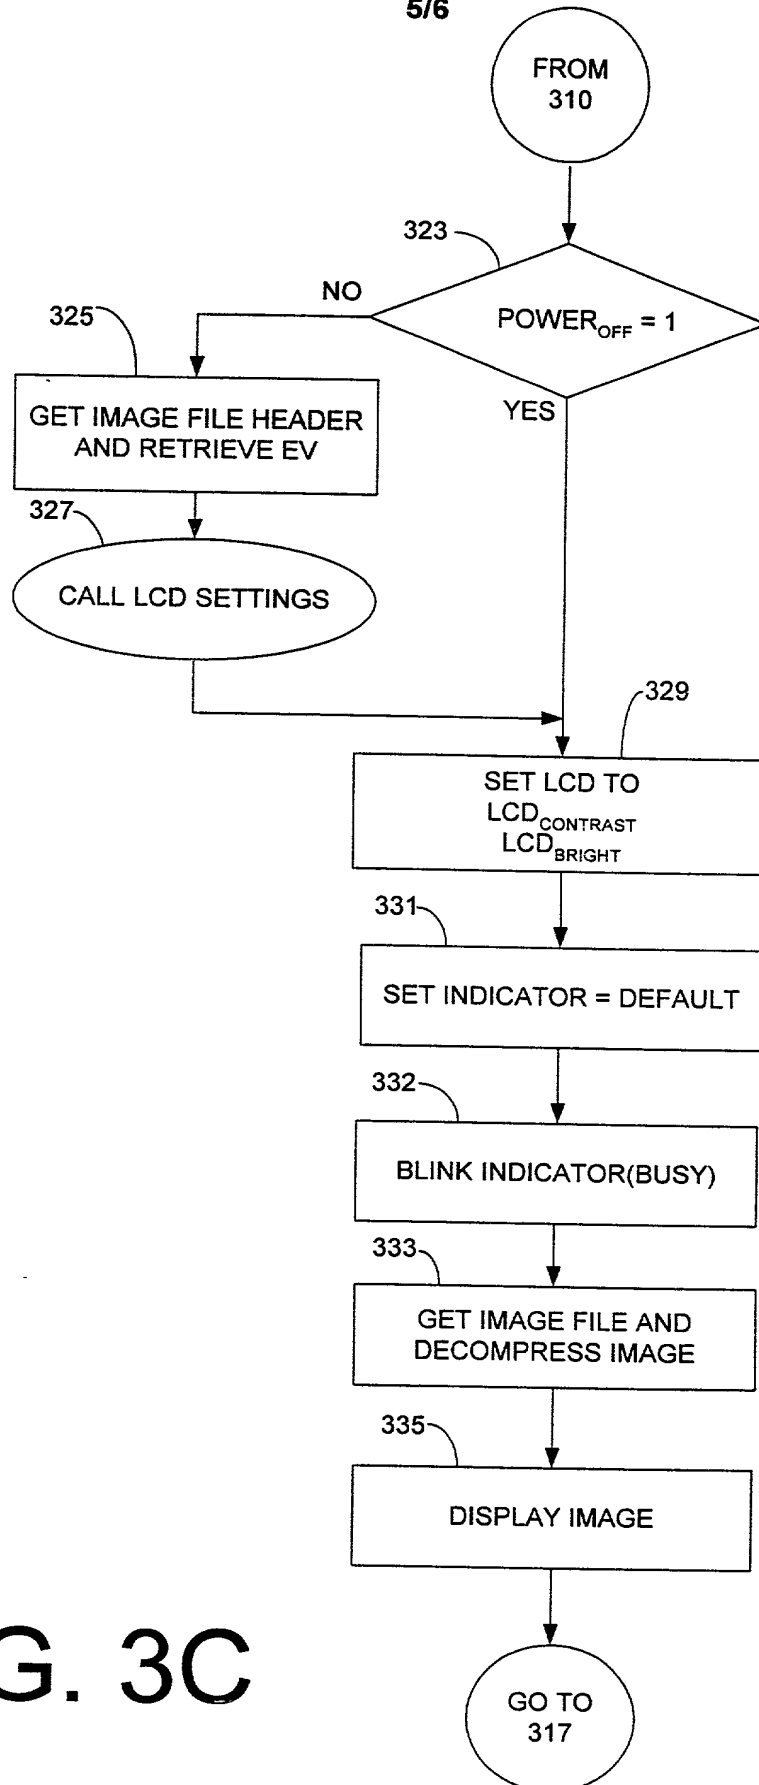 5/6
FROM
310
323
NO
POWEROFF = 1
325
YES
GET IMAGE FILE HEADER
AND RETRIEVE EV
327
CALL LCD SETTINGS
329
SET LCD TO
LCDCONTRAST
LCDBRIGHT
331
SET INDICATOR = DEFAULT
332
BLINK INDICATOR(BUSY)
333
GET IMAGE FILE AND
DECOMPRESS IMAGE
335
DISPLAY IMAGE
G. 3C
GO TO
317